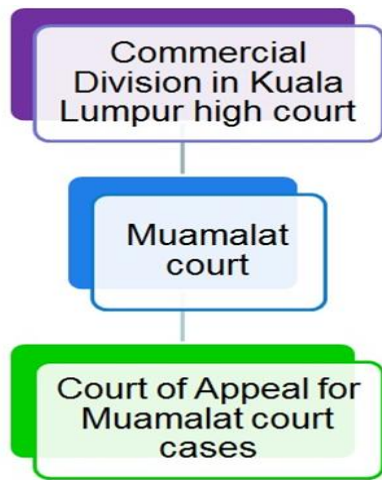 Commercial
Division in Kuala
Lumpur high court
Muamalat
court
Court of Appeal for
Muamalat court
cases